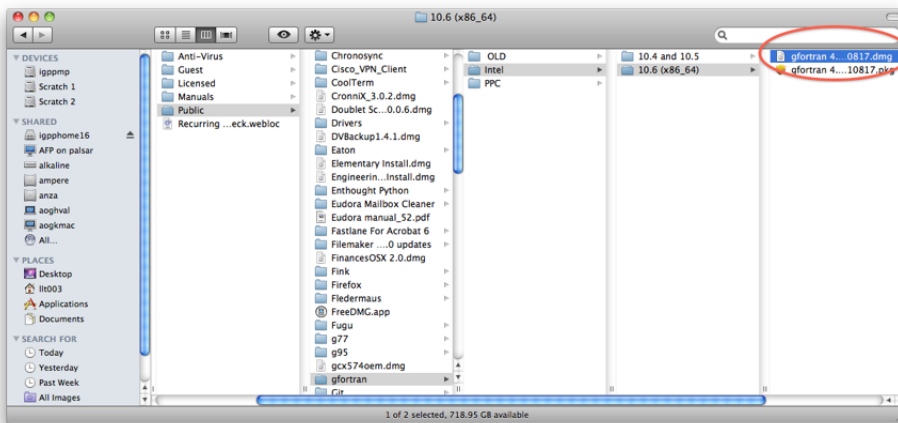 10.6 (x86_64)
DEVICES
igppmp
Scratch 1
Scratch 2
SHARED
igpphome16
AFP on palsar
alkaline
ampere
anza
aoghval
aogkmac
All...
PLACES
Desktop
llt003
Applications
Documents
SEARCH FOR
Today
Yesterday
Past Week
All Images
Anti-Virus
Guest
Licensed
Manuals
Public
Recurring ...eck.webloc
Chronosync
Cisco_VPN_Client
CoolTerm
CronniX_3.0.2.dmg
Doublet Sc...0.0.6.dmg
Drivers
DVBackup1.4.1.dmg
Eaton
Elementary Install.dmg
Engineerin...Install.dmg
Enthought Python
Eudora Mailbox Cleaner
Eudora manual_52.pdf
Fastlane For Acrobat 6
Filemaker ....0 updates
FinancesOSX 2.0.dmg
Fink
Firefox
Fledermaus
FreeDMG.app
Fugu
g77
g95
gcx574oem.dmg
gfortran
Git
OLD
Intel
PPC
10.4 and 10.5
10.6 (x86_64)
gfortran 4....0817.dmg
gfortran 4....10817.pkg
1 of 2 selected, 718.95 GB available